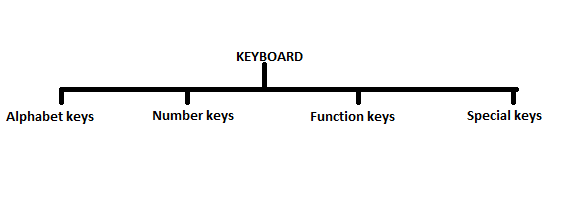 KEYBOARD
Alphabet keys
Number keys
Function keys
Special keys